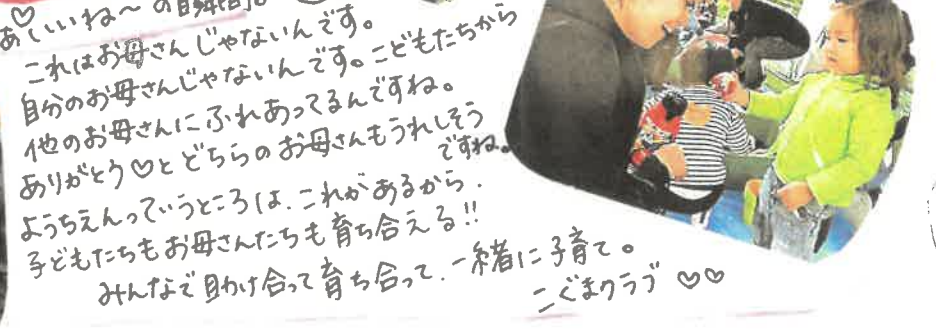 あ〜いいね〜の瞬間。
これはお母さんじゃないんです。
自分のお母さんじゃないんです。こどもたちから
他のお母さんにふれあってるんですね。
ありがとう♡とどちらのお母さんもうれしそう
ですね。
ようちえんっていうところは、これがあるから、
子どもたちもお母さんたちも育ち合える!!
みんなで助け合って育ち合って、一緒に子育て。
こぐまクラブ ♡♡